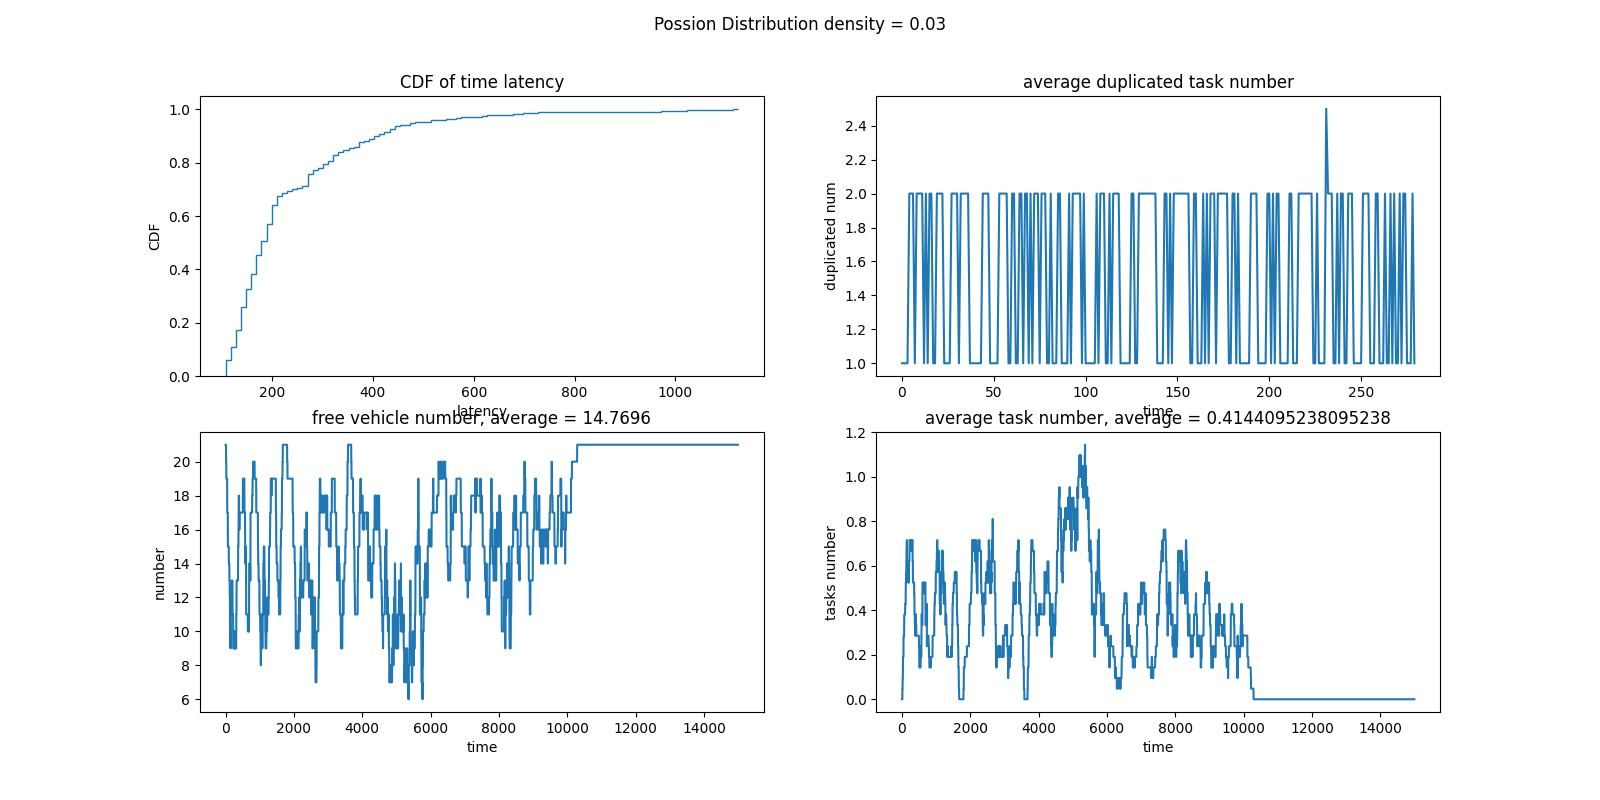 Possion Distribution density = 0.03
CDF of time latency
1.0
0.8
0.6
0.4
0.2
0.0
CDF
200 400 600 800 1000
latency
average duplicated task number
2.4
2.2
2.0
1.8
1.6
1.4
1.2
1.0
duplicated num
0 50 100 150 200 250
time
free vehicle number, average = 14.7696
20
18
16
14
12
10
8
6
number
0 2000 4000 6000 8000 10000 12000 14000
time
average task number, average = 0.4144095238095238
1.2
1.0
0.8
0.6
0.4
0.2
0.0
tasks number
0 2000 4000 6000 8000 10000 12000 14000
time